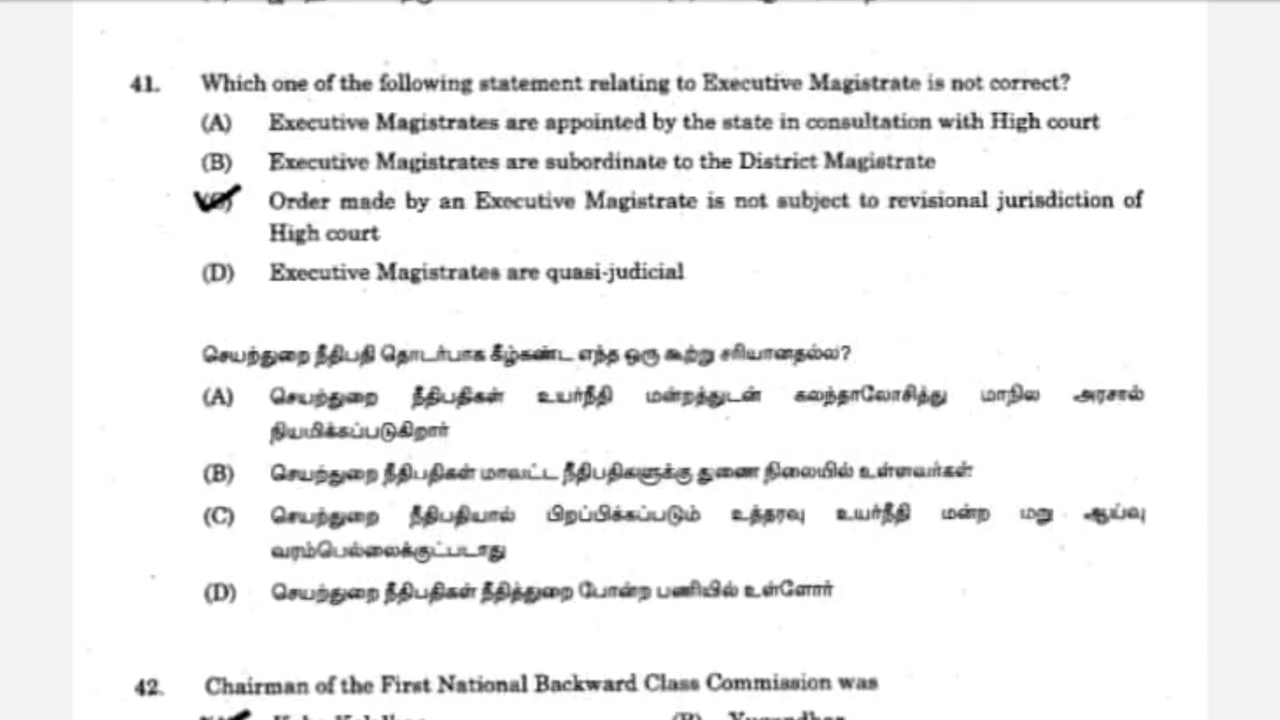 41. Which one of the following statement relating to Executive Magistrate is not correct?
(A) Executive Magistrates are appointed by the state in consultation with High court
(B) Executive Magistrates are subordinate to the District Magistrate
Order made by an Executive Magistrate is not subject to revisional jurisdiction of
High court
(D) Executive Magistrates are quasi-judicial
செயற்துறை நீதிபதி தொடர்பாக கீழ்கண்ட எந்த ஒரு கூற்று சரியானதல்ல?
(A) செயற்துறை நீதிபதிகள் உயர்நீதி மன்றத்துடன் கலந்தாலோசித்து மாநில அரசால்
நியமிக்கப்படுகிறார்
(B) செயற்துறை நீதிபதிகள் மாவட்ட நீதிபதிகளுக்கு துணை நிலையில் உள்ளவர்கள்
(C) செயற்துறை நீதிபதியால் பிறப்பிக்கப்படும் உத்தரவு உயர்நீதி மன்ற மறு ஆய்வு
வரம்பெல்லைக்குட்படாது
(D) செயற்துறை நீதிபதிகள் நீதித்துறை போன்ற பணியில் உள்ளோர்
42. Chairman of the First National Backward Class Commission was
(B)